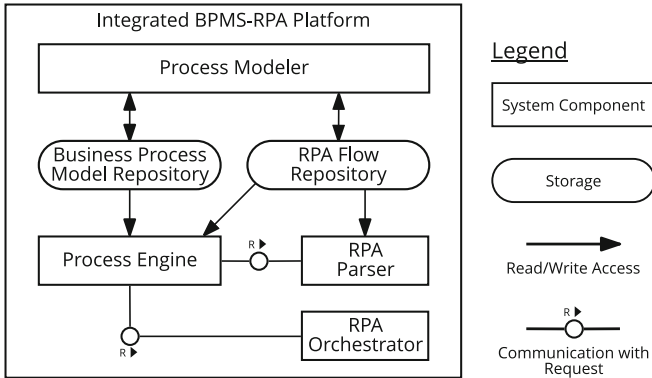 Integrated BPMS-RPA Platform
Process Modeler
Business Process
Model Repository
RPA Flow
Repository
Process Engine
R
RPA
Parser
R
RPA
Orchestrator
Legend
System Component
Storage
Read/Write Access
R
Communication with
Request